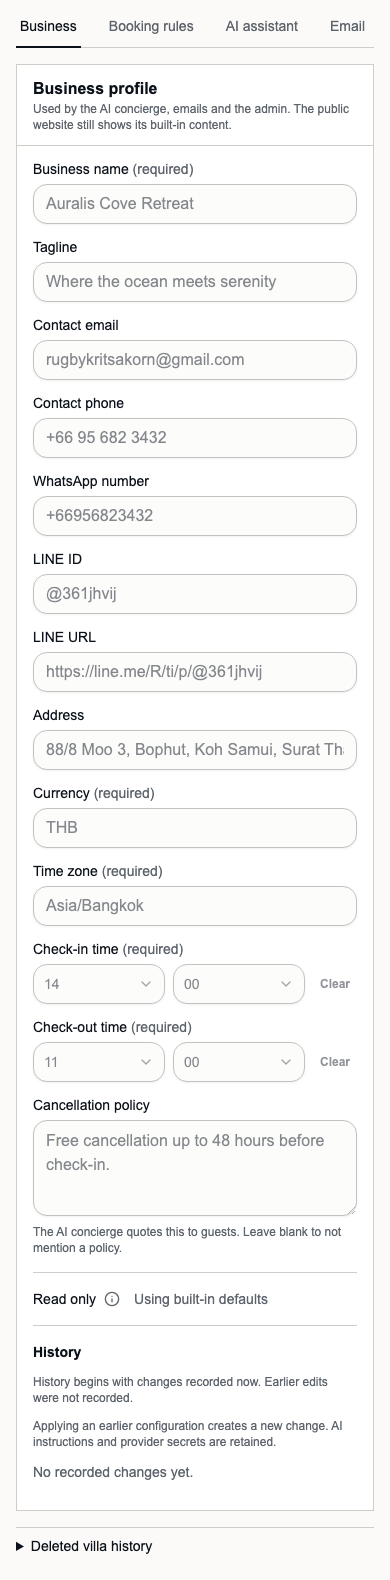 Business Booking rules AI assistant Email
Business profile
Used by the AI concierge, emails and the admin. The public
website still shows its built-in content.
Business name (required)
Auralis Cove Retreat
Tagline
Where the ocean meets serenity
Contact email
rugbykritsakorn@gmail.com
Contact phone
+66 95 682 3432
WhatsApp number
+66956823432
LINE ID
@361jhvij
LINE URL
https://line.me/R/ti/p/@361jhvij
Address
88/8 Moo 3, Bophut, Koh Samui, Surat Tha
Currency (required)
THB
Time zone (required)
Asia/Bangkok
Check-in time (required)
14 00 Clear
Check-out time (required)
11 00 Clear
Cancellation policy
Free cancellation up to 48 hours before
check-in.
The AI concierge quotes this to guests. Leave blank to not
mention a policy.
Read only Using built-in defaults
History
History begins with changes recorded now. Earlier edits
were not recorded.
Applying an earlier configuration creates a new change. AI
instructions and provider secrets are retained.
No recorded changes yet.
Deleted villa history